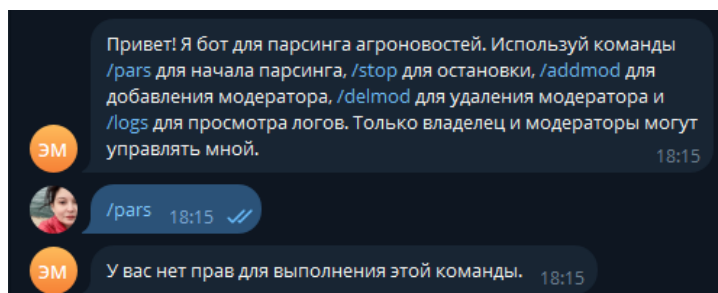 Привет! Я бот для парсинга агроновостей. Используй команды
/pars для начала парсинга, /stop для остановки, /addmod для
добавления модератора, /delmod для удаления модератора и
/logs для просмотра логов. Только владелец и модераторы могут
управлять мной.
18:15
ЭМ
/pars 18:15
ЭМ
У вас нет прав для выполнения этой команды. 18:15